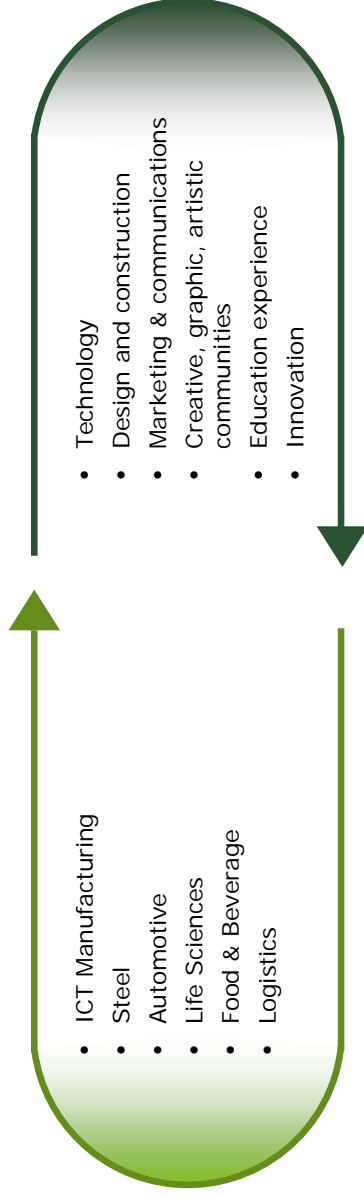 • ICT Manufacturing
• Steel
• Automotive
• Life Sciences
• Food & Beverage
• Logistics
• Technology
• Design and construction
• Marketing & communications
• Creative, graphic, artistic
communities
• Education experience
• Innovation